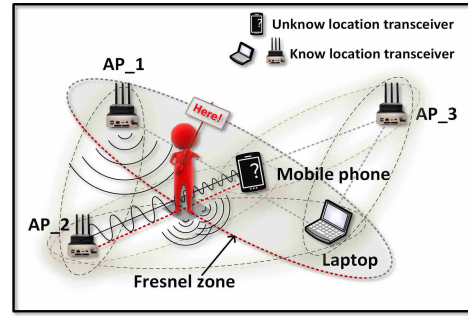 Unknow location transceiver
Know location transceiver
AP_1
AP_3
Here!
?
Mobile phone
AP_2
Laptop
Fresnel zone